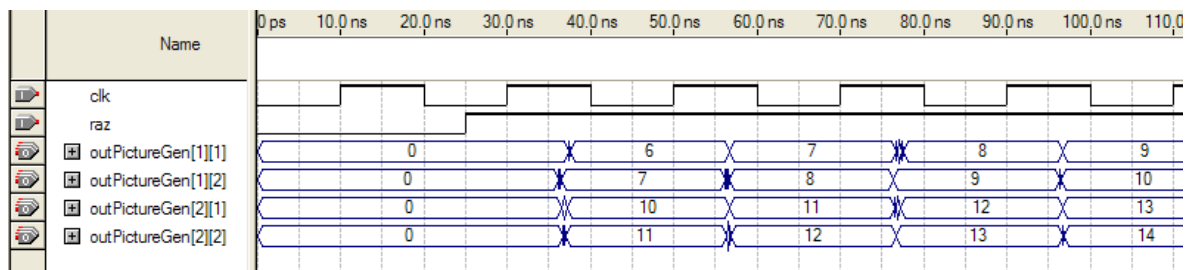 Name
0 ps 10.0 ns 20.0 ns 30.0 ns 40.0 ns 50.0 ns 60.0 ns 70.0 ns 80.0 ns 90.0 ns 100.0 ns 110.0
clk
raz
outPictureGen[1][1] 0 6 7 8 9
outPictureGen[1][2] 0 7 8 9 10
outPictureGen[2][1] 0 10 11 12 13
outPictureGen[2][2] 0 11 12 13 14